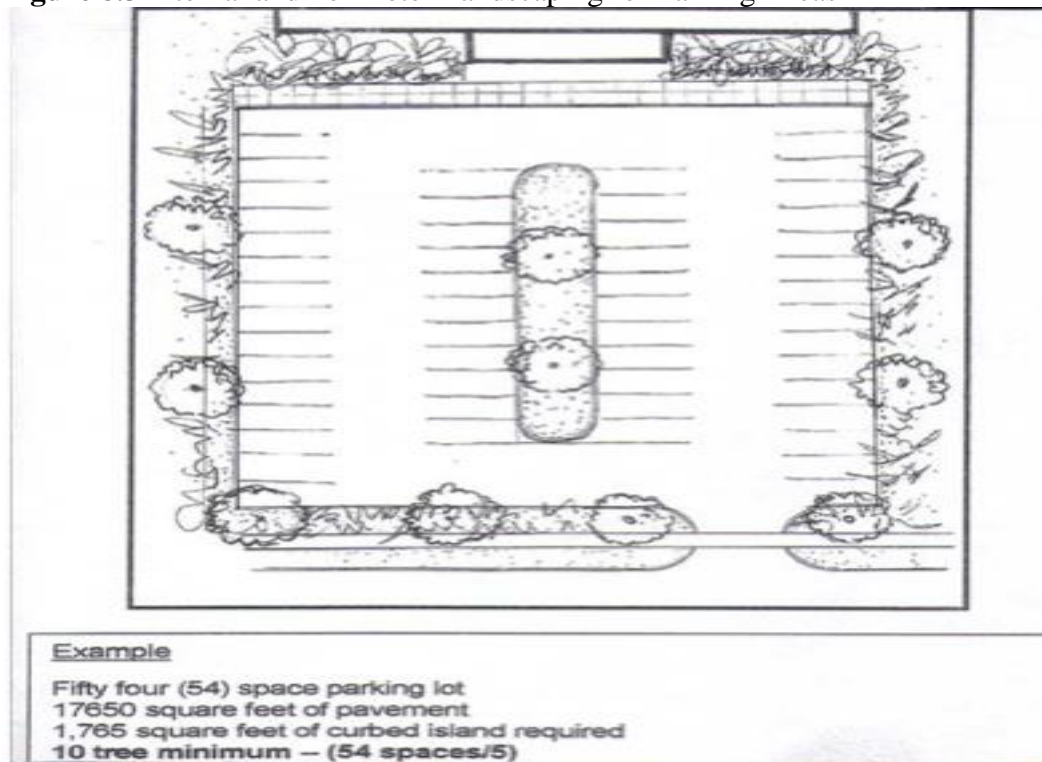 Example
Fifty four (54) space parking lot
17650 square feet of pavement
1,765 square feet of curbed island required
10 tree minimum – (54 spaces/5)